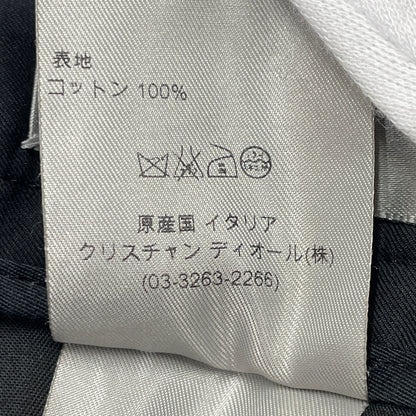 表地
コットン 100%
原産国 イタリア
クリスチャン ディオール(株)
(03-3263-2266)